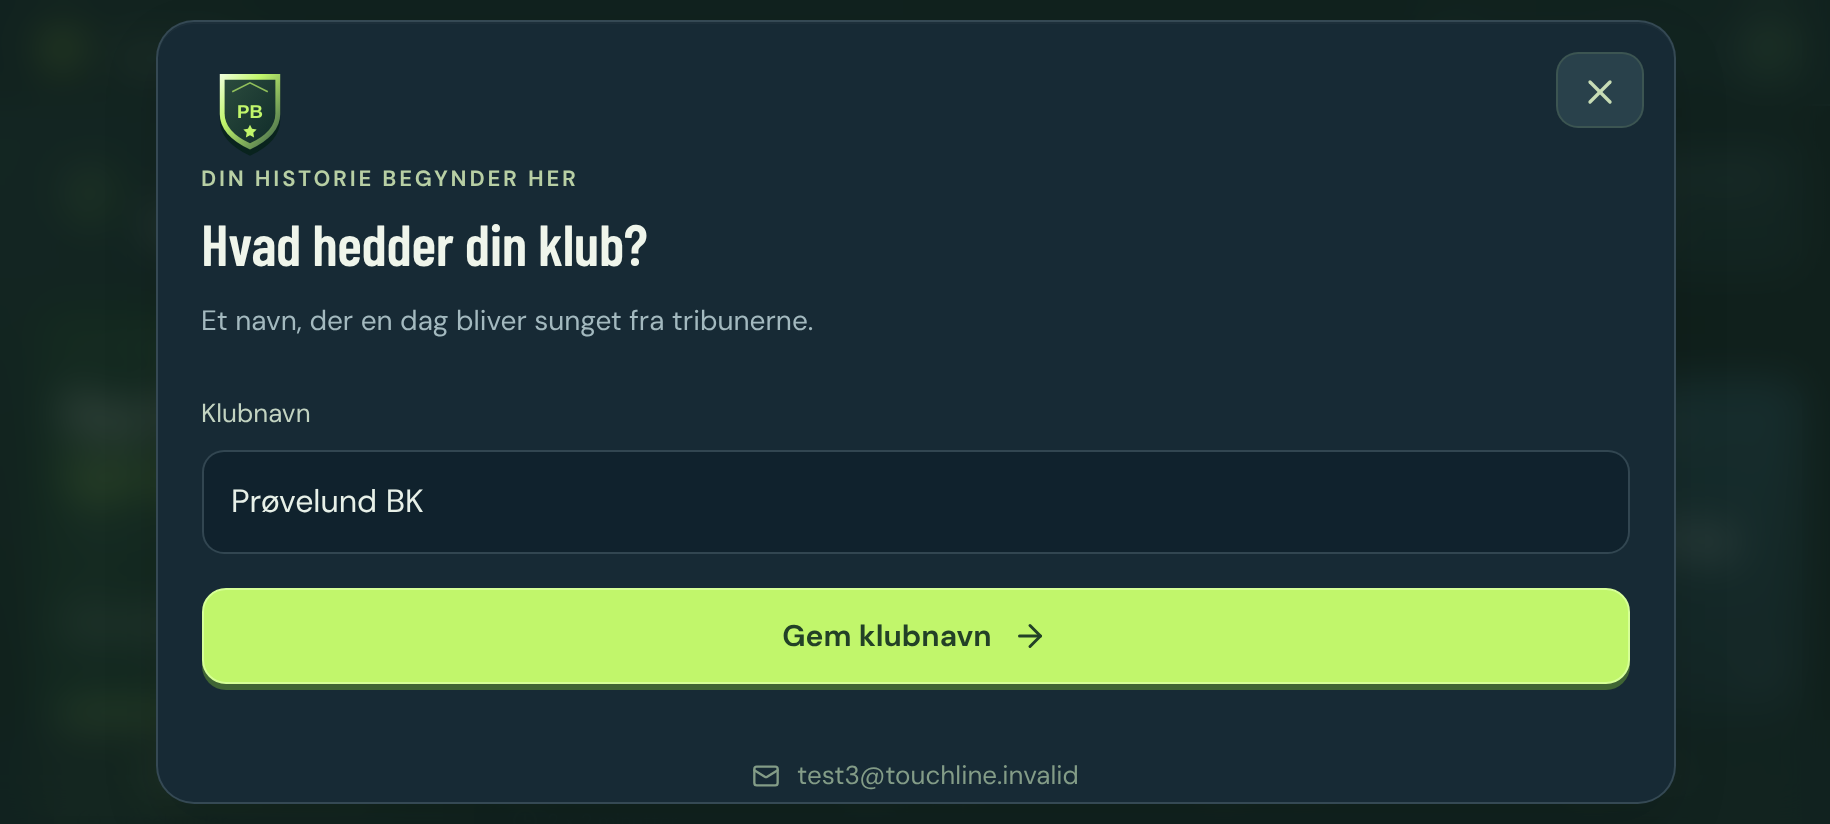 PB
DIN HISTORIE BEGYNDER HER
Hvad hedder din klub?
Et navn, der en dag bliver sunget fra tribunerne.
Klubnavn
Prøvelund BK
Gem klubnavn
test3@touchline.invalid